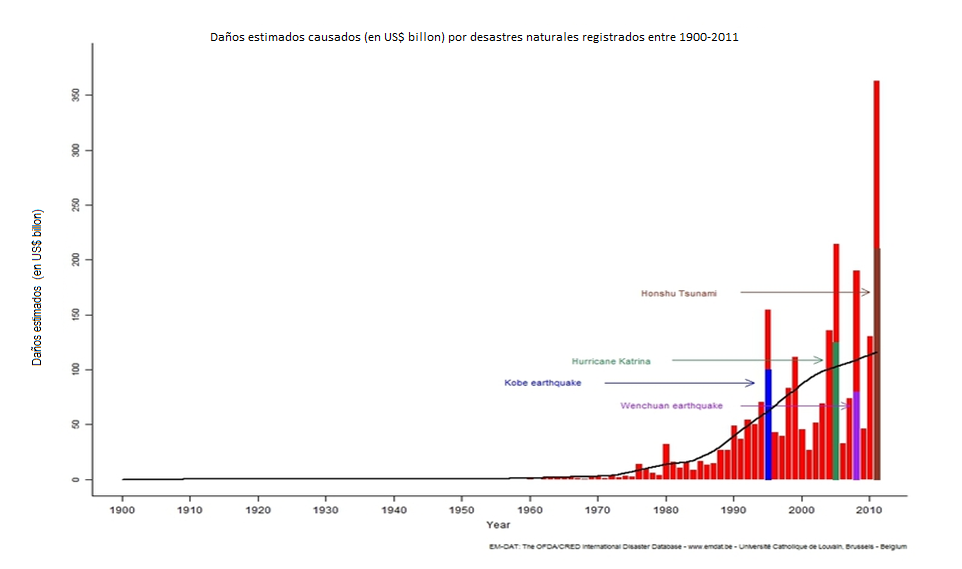 Daños estimados causados (en US$ billon) por desastres naturales registrados entre 1900-2011
Daños estimados (en US$ billon)
350
300
250
200
150
100
50
0
Honshu Tsunami
Hurricane Katrina
Kobe earthquake
Wenchuan earthquake
1900 1910 1920 1930 1940 1950 1960 1970 1980 1990 2000 2010
Year
EM-DAT: The OFDA/CRED International Disaster Database - www.emdat.be - Université Catholique de Louvain, Brussels - Belgium